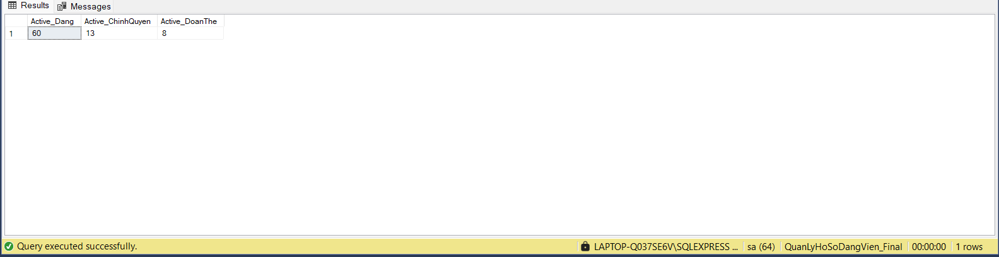 Results Messages
Active_Dang Active_ChinhQuyen Active_DoanThe
1 60 13 8
Query executed successfully. LAPTOP-Q037SE6V\SQLEXPRESS ... sa (64) QuanLyHoSoDangVien_Final 00:00:00 1 rows